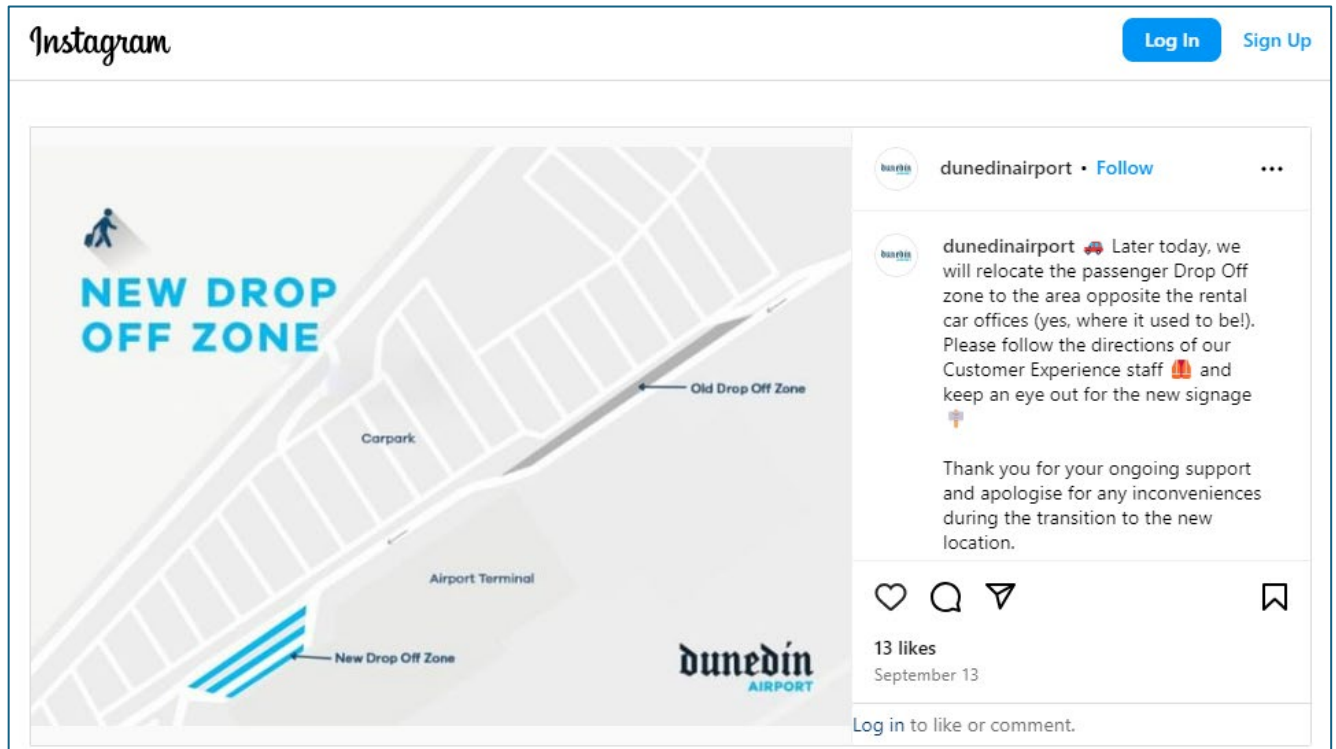 Instagram
Log In
Sign Up
NEW DROP
OFF ZONE
Old Drop Off Zone
Carpark
Airport Terminal
New Drop Off Zone
dunedin
AIRPORT
dunedin
dunedinairport • Follow
dunedin
dunedinairport 🚗 Later today, we
will relocate the passenger Drop Off
zone to the area opposite the rental
car offices (yes, where it used to be!).
Please follow the directions of our
Customer Experience staff 🦺 and
keep an eye out for the new signage
🪧
Thank you for your ongoing support
and apologise for any inconveniences
during the transition to the new
location.
13 likes
September 13
Log in to like or comment.